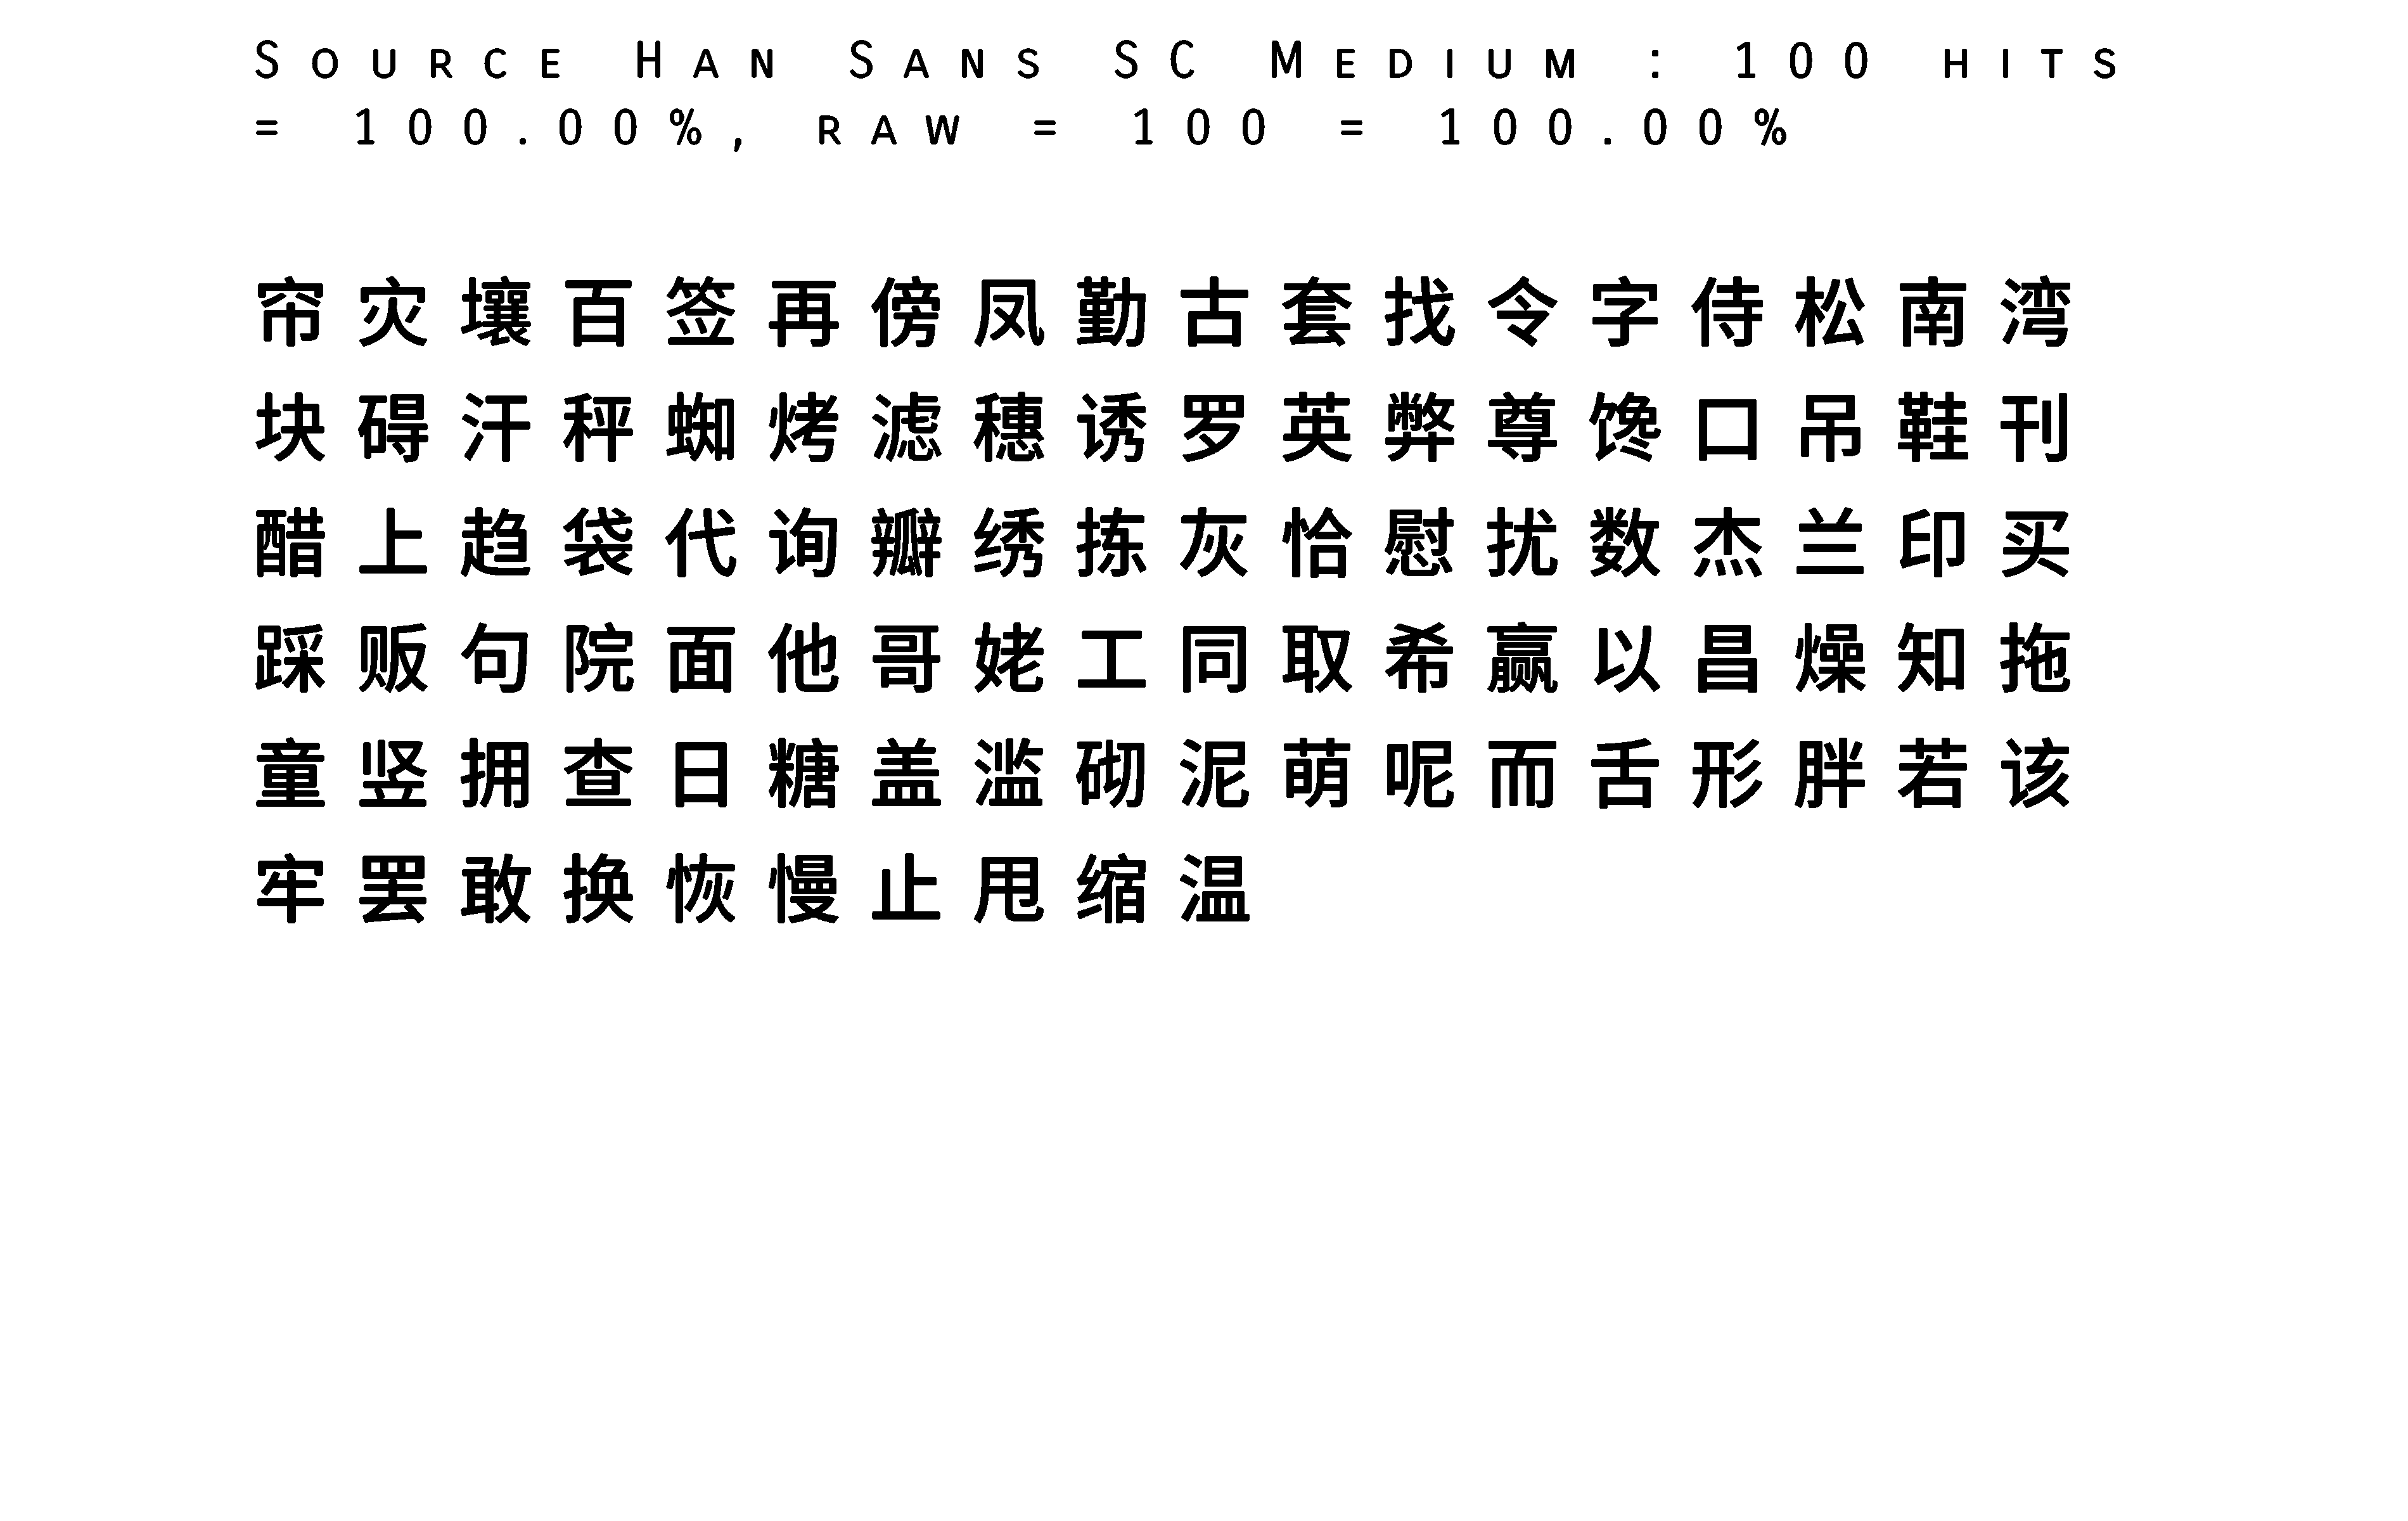 Source Han Sans SC Medium : 100 hits
= 100.00%, raw = 100 = 100.00%
帘灾壤百签再傍凤勤古套找令字侍松南湾
块碍汗秤蜘烤滤穗诱罗英弊尊馋口吊鞋刊
醋上趋袋代询瓣绣拣灰恰慰扰数杰兰印买
踩贩句院面他哥姥工同取希赢以昌燥知拖
童竖拥查日糖盖滥砌泥萌呢而舌形胖若该
牢罢敢换恢慢止甩缩温